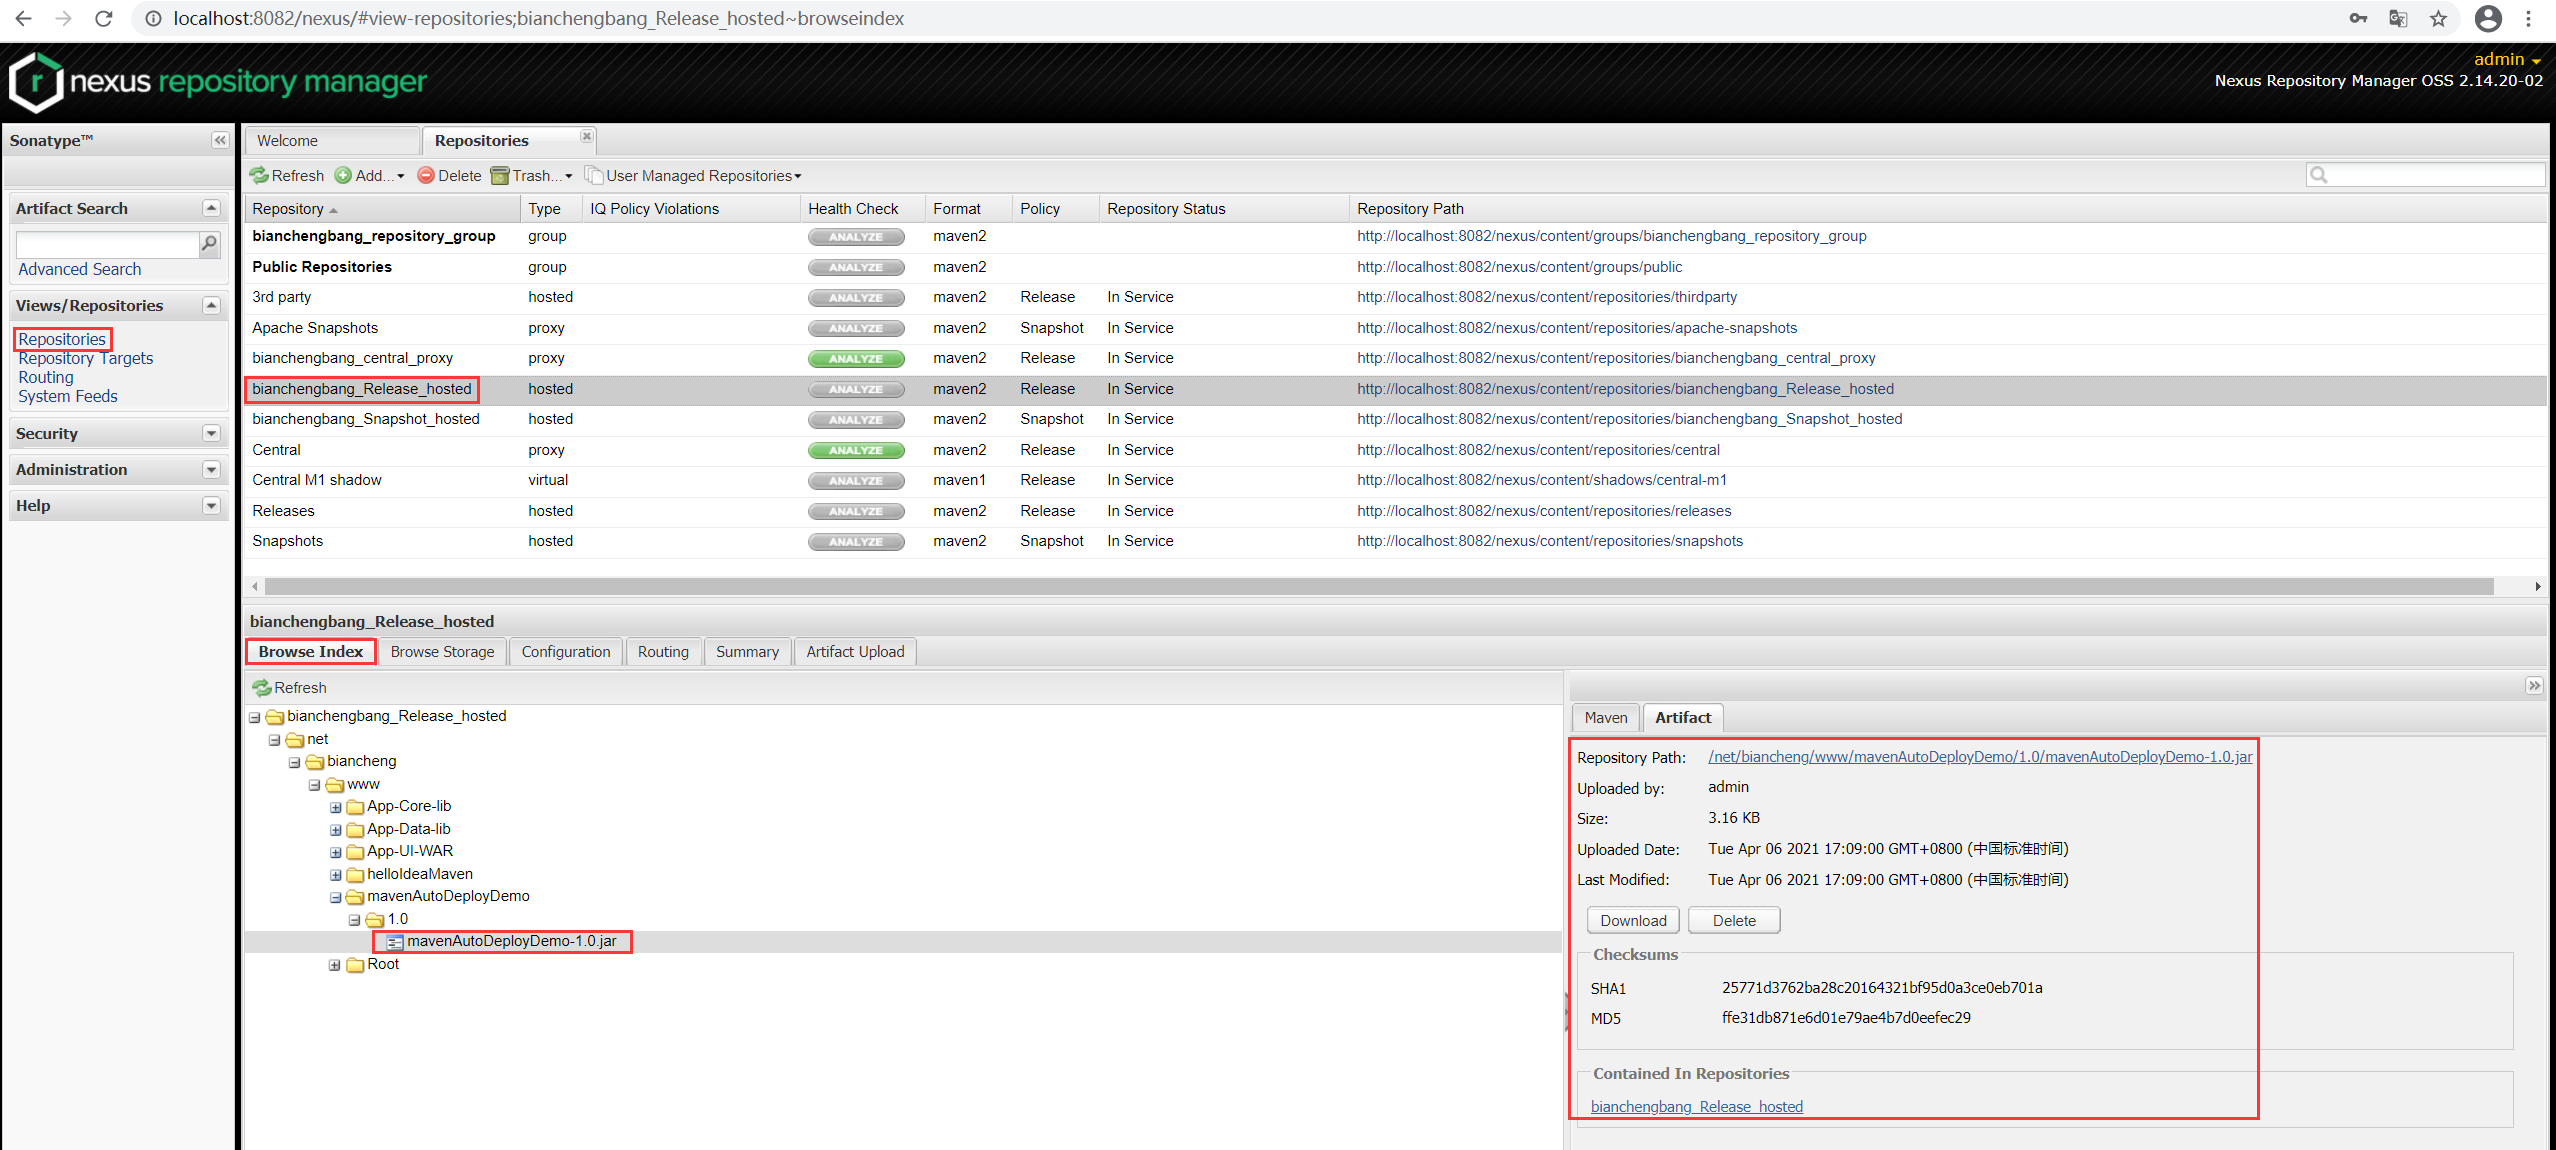 localhost:8082/nexus/#view-repositories;bianchengbang_Release_hosted~browseindex
nexus repository manager
admin
Nexus Repository Manager OSS 2.14.20-02
Sonatype™
Artifact Search
Advanced Search
Views/Repositories
Repositories
Repository Targets
Routing
System Feeds
Security
Administration
Help
Welcome
Repositories
Refresh Add... Delete Trash... User Managed Repositories
Repository Type IQ Policy Violations Health Check Format Policy Repository Status Repository Path
bianchengbang_repository_group group ANALYZE maven2 http://localhost:8082/nexus/content/groups/bianchengbang_repository_group
Public Repositories group ANALYZE maven2 http://localhost:8082/nexus/content/groups/public
3rd party hosted ANALYZE maven2 Release In Service http://localhost:8082/nexus/content/repositories/thirdparty
Apache Snapshots proxy ANALYZE maven2 Snapshot In Service http://localhost:8082/nexus/content/repositories/apache-snapshots
bianchengbang_central_proxy proxy ANALYZE maven2 Release In Service http://localhost:8082/nexus/content/repositories/bianchengbang_central_proxy
bianchengbang_Release_hosted hosted ANALYZE maven2 Release In Service http://localhost:8082/nexus/content/repositories/bianchengbang_Release_hosted
bianchengbang_Snapshot_hosted hosted ANALYZE maven2 Snapshot In Service http://localhost:8082/nexus/content/repositories/bianchengbang_Snapshot_hosted
Central proxy ANALYZE maven2 Release In Service http://localhost:8082/nexus/content/repositories/central
Central M1 shadow virtual ANALYZE maven1 Release In Service http://localhost:8082/nexus/content/shadows/central-m1
Releases hosted ANALYZE maven2 Release In Service http://localhost:8082/nexus/content/repositories/releases
Snapshots hosted ANALYZE maven2 Snapshot In Service http://localhost:8082/nexus/content/repositories/snapshots
bianchengbang_Release_hosted
Browse Index Browse Storage Configuration Routing Summary Artifact Upload
Refresh
bianchengbang_Release_hosted
net
biancheng
www
App-Core-lib
App-Data-lib
App-UI-WAR
helloIdeaMaven
mavenAutoDeployDemo
1.0
mavenAutoDeployDemo-1.0.jar
Root
Maven Artifact
Repository Path: /net/biancheng/www/mavenAutoDeployDemo/1.0/mavenAutoDeployDemo-1.0.jar
Uploaded by: admin
Size: 3.16 KB
Uploaded Date: Tue Apr 06 2021 17:09:00 GMT+0800 (中国标准时间)
Last Modified: Tue Apr 06 2021 17:09:00 GMT+0800 (中国标准时间)
Download Delete
Checksums
SHA1 25771d3762ba28c20164321bf95d0a3ce0eb701a
MD5 ffe31db871e6d01e79ae4b7d0eefec29
Contained In Repositories
bianchengbang_Release_hosted